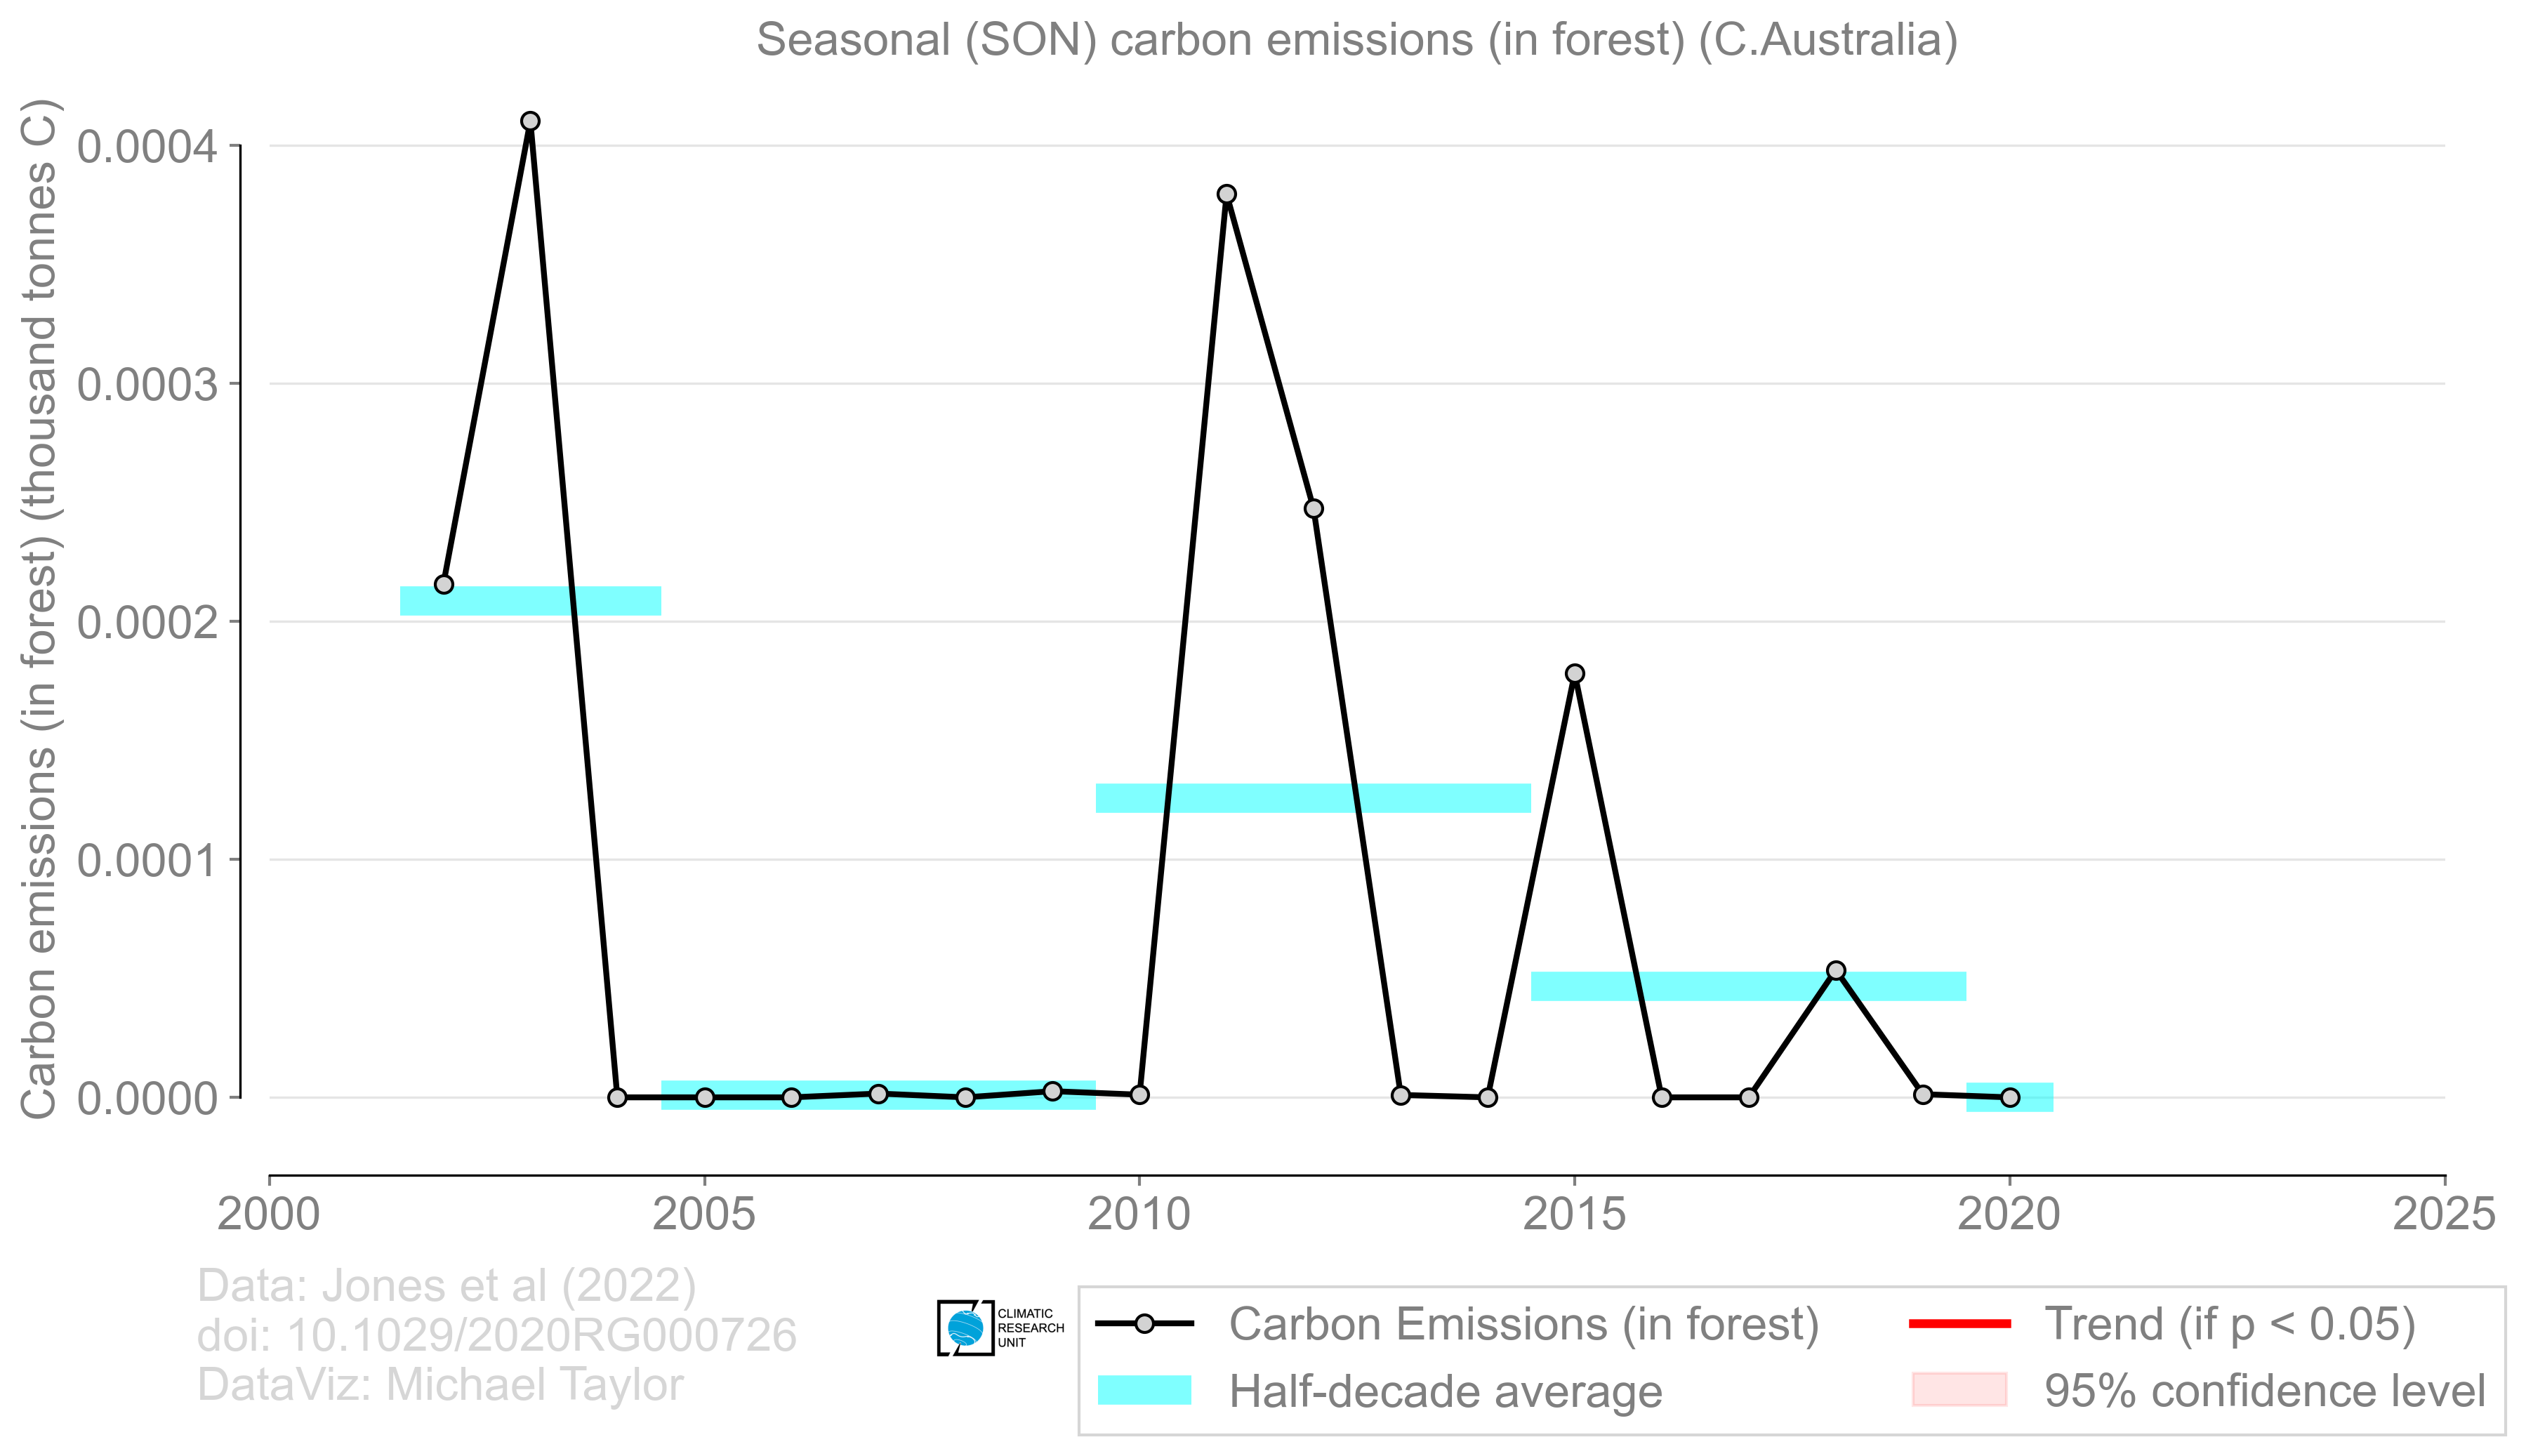 Seasonal (SON) carbon emissions (in forest) (C.Australia)
Carbon emissions (in forest) (thousand tonnes C)
0.0004
0.0003
0.0002
0.0001
0.0000
2000 2005 2010 2015 2020 2025
Data: Jones et al (2022)
doi: 10.1029/2020RG000726
DataViz: Michael Taylor
CLIMATIC
RESEARCH
UNIT
Carbon Emissions (in forest)
Half-decade average
Trend (if p < 0.05)
95% confidence level